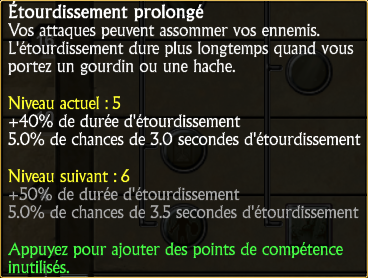 Étourdissement prolongé
Vos attaques peuvent assommer vos ennemis.
L'étourdissement dure plus longtemps quand vous
portez un gourdin ou une hache.
Niveau actuel : 5
+40% de durée d'étourdissement
5.0% de chances de 3.0 secondes d'étourdissement
Niveau suivant : 6
+50% de durée d'étourdissement
5.0% de chances de 3.5 secondes d'étourdissement
Appuyez pour ajouter des points de compétence
inutilisés.